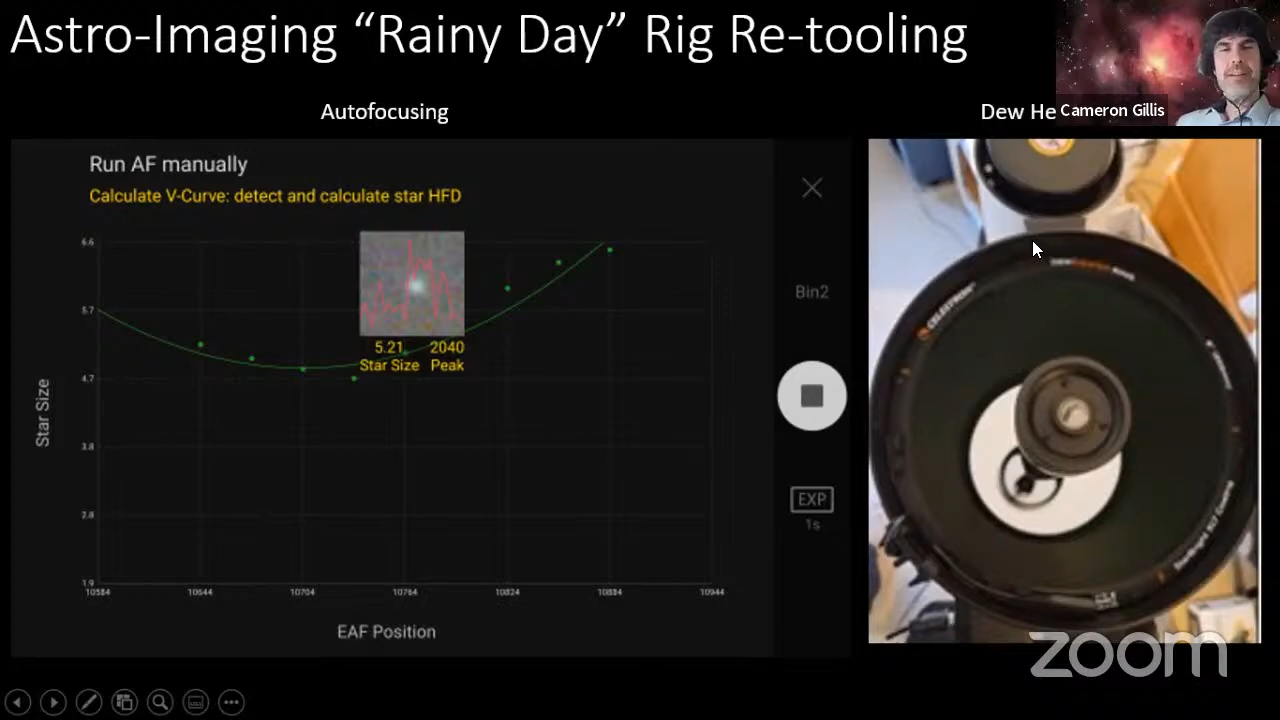 Astro-Imaging “Rainy Day” Rig Re-tooling
Autofocusing
Dew He
Cameron Gillis
Run AF manually
Calculate V-Curve: detect and calculate star HFD
6.6
5.7
4.7
3.8
2.8
1.9
Star Size
5.21 2040
Star Size Peak
10584 10644 10704 10764 10824 10884 10944
EAF Position
Bin2
EXP
1s
CELESTRON
zoom